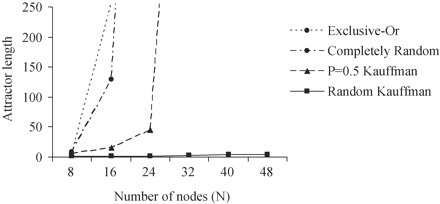 Attractor length
250
200
150
100
50
0
8 16 24 32 40 48
Number of nodes (N)
Exclusive-Or
Completely Random
P=0.5 Kauffman
Random Kauffman